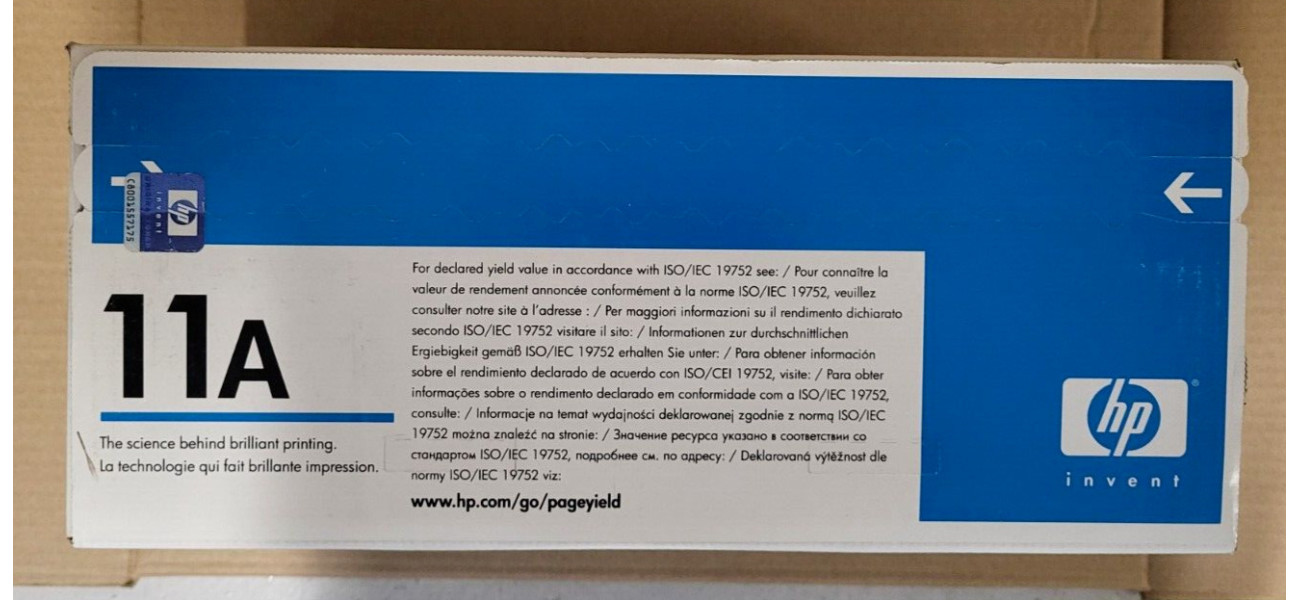 C80001557175
hp
invent
11A
The science behind brilliant printing.
La technologie qui fait brillante impression.
For declared yield value in accordance with ISO/IEC 19752 see: / Pour connaître la
valeur de rendement annoncée conformément à la norme ISO/IEC 19752, veuillez
consulter notre site à l'adresse : / Per maggiori informazioni su il rendimento dichiarato
secondo ISO/IEC 19752 visitare il sito: / Informationen zur durchschnittlichen
Ergiebigkeit gemäß ISO/IEC 19752 erhalten Sie unter: / Para obtener información
sobre el rendimiento declarado de acuerdo con ISO/CEI 19752, visite: / Para obter
informações sobre o rendimento declarado em conformidade com a ISO/IEC 19752,
consulte: / Informacje na temat wydajności deklarowanej zgodnie z normą ISO/IEC
19752 można znaleźć na stronie: / Значение ресурса указано в соответствии со
стандартом ISO/IEC 19752, подробнее см. по адресу: / Deklarovaná výtěžnost dle
normy ISO/IEC 19752 viz:
www.hp.com/go/pageyield
hp
invent